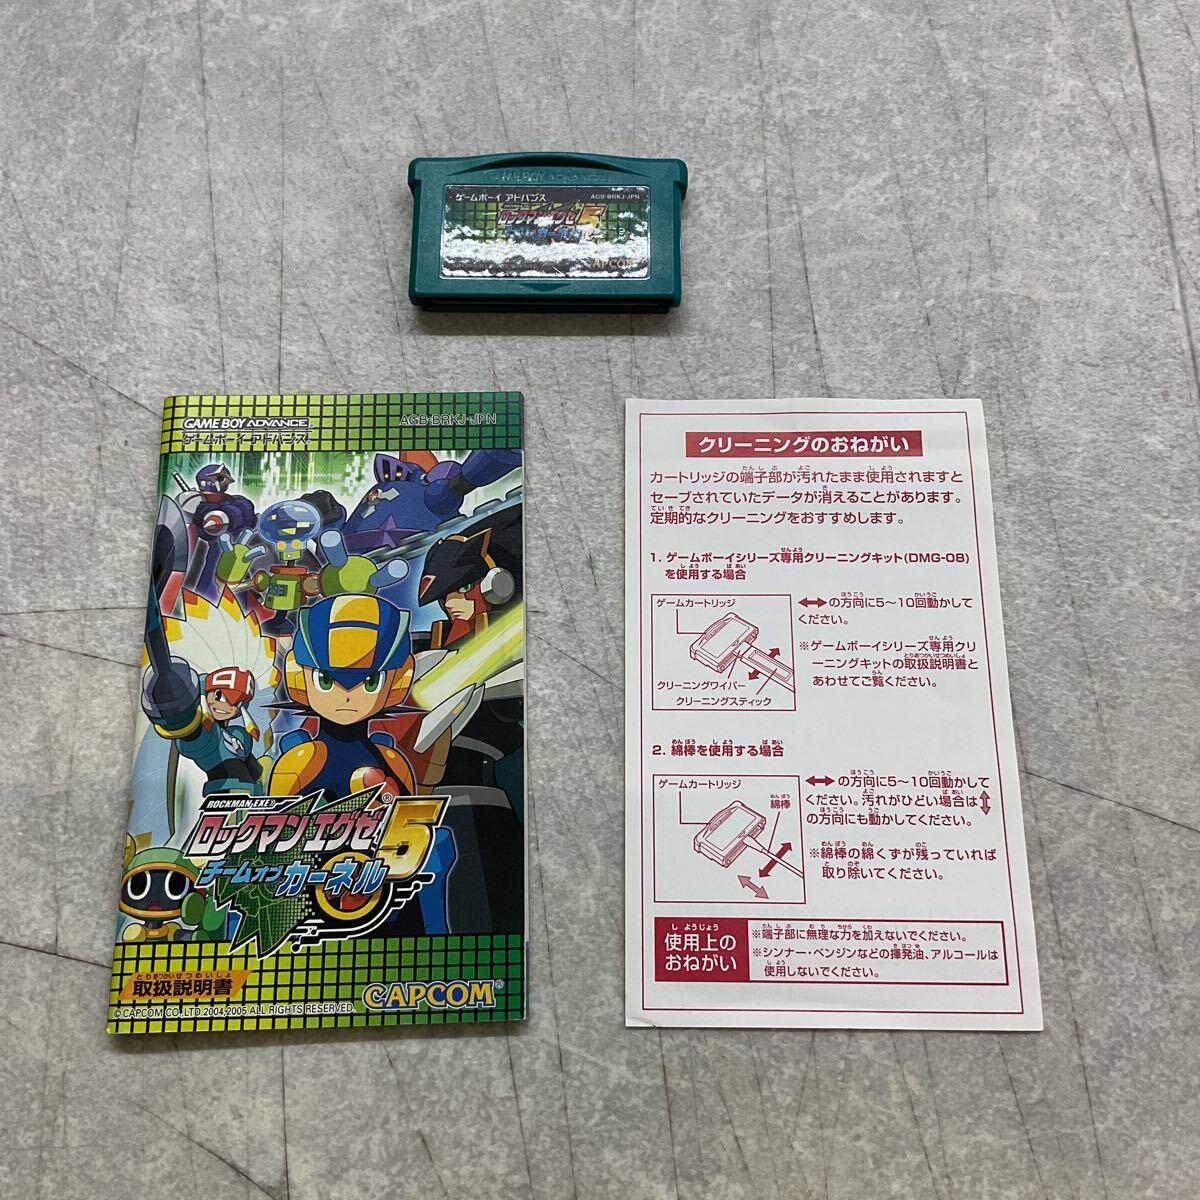 GAME BOY ADVANCE
ゲームボーイ アドバンス
AGB-BRKJ-JPN
ロックマン エグゼ 5
チーム オブ カーネル
CAPCOM
GAME BOY ADVANCE
ゲームボーイ アドバンス
AGB-BRKJ-JPN
ROCKMAN.EXE
ロックマン エグゼ® 5
チーム オブ カーネル
とりあつかいせつめいしょ
取扱説明書
CAPCOM®
©CAPCOM CO.,LTD 2004,2005 ALL RIGHTS RESERVED.
クリーニングのおねがい
カートリッジの端子部が汚れたまま使用されますと
セーブされていたデータが消えることがあります。
定期的なクリーニングをおすすめします。
1. ゲームボーイシリーズ専用クリーニングキット(DMG-08)
を使用する場合
ゲームカートリッジ
クリーニングワイパー
クリーニングスティック
⟷の方向に5〜10回動かして
ください。
※ゲームボーイシリーズ専用クリ
ーニングキットの取扱説明書と
あわせてご覧ください。
2. 綿棒を使用する場合
ゲームカートリッジ
綿棒
⟷の方向に5〜10回動かして
ください。汚れがひどい場合は
の方向にも動かしてください。
※綿棒の綿くずが残っていれば
取り除いてください。
使用上の
おねがい
※端子部に無理な力を加えないでください。
※シンナー・ベンジンなどの揮発油、アルコールは
使用しないでください。